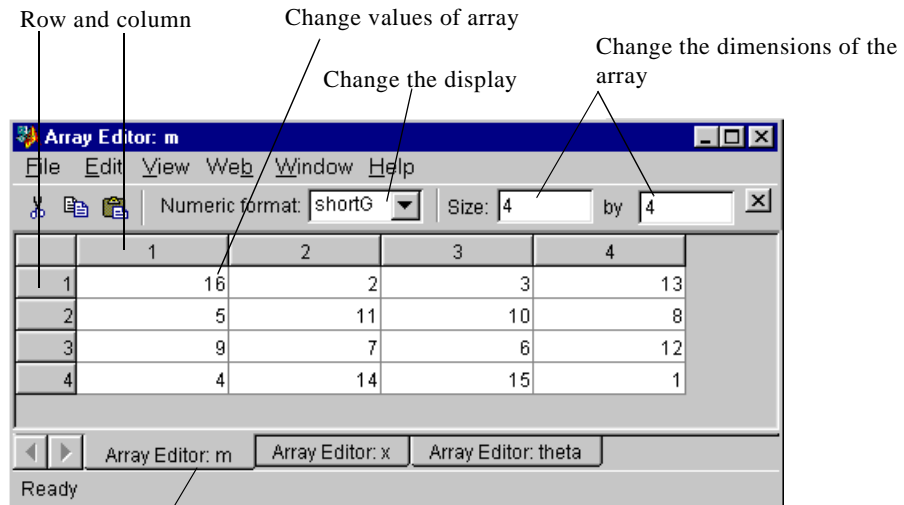 Row and column
Change values of array
Change the dimensions of the
array
Change the display
Array Editor: m
File Edit View Web Window Help
Numeric format: shortG Size: 4 by 4
1 2 3 4
1 16 2 3 13
2 5 11 10 8
3 9 7 6 12
4 4 14 15 1
Array Editor: m Array Editor: x Array Editor: theta
Ready